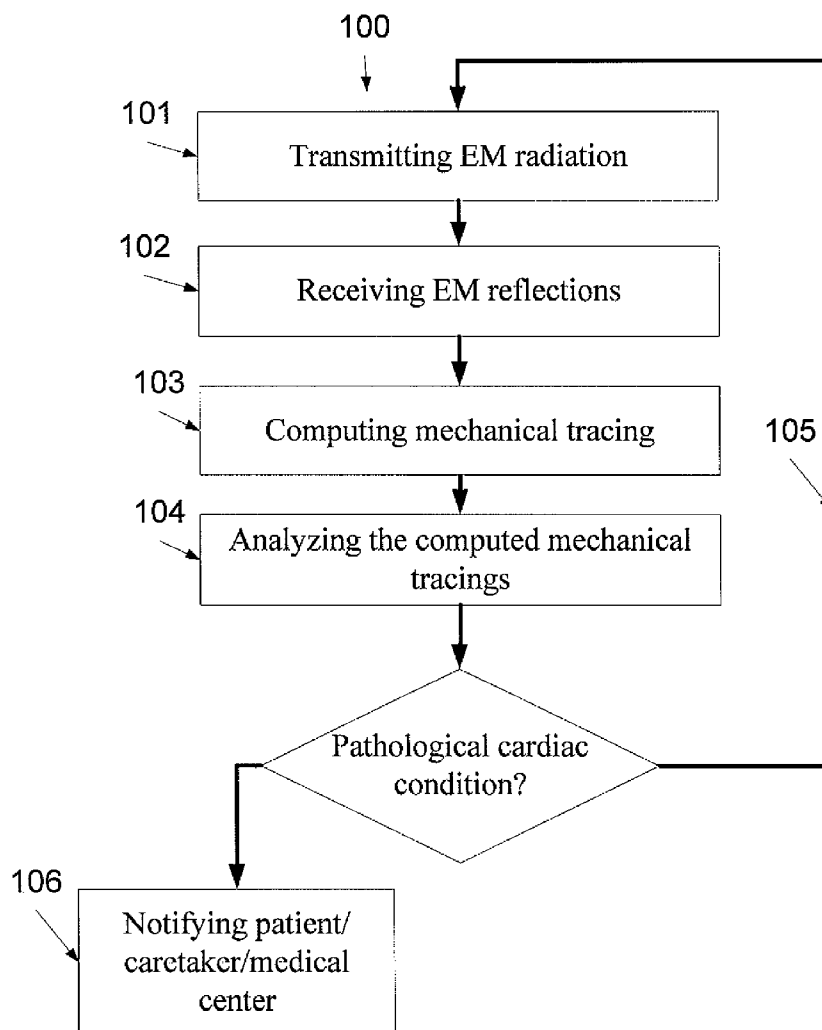 100
101
Transmitting EM radiation
102
Receiving EM reflections
103
Computing mechanical tracing
105
104
Analyzing the computed mechanical
tracings
Pathological cardiac
condition?
106
Notifying patient/
caretaker/medical
center